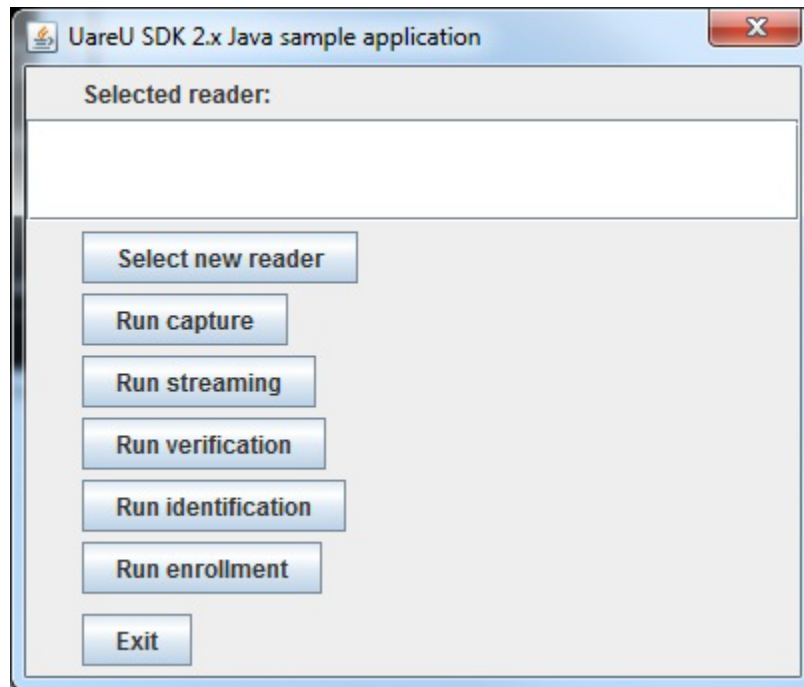 UareU SDK 2.x Java sample application
Selected reader:
Select new reader
Run capture
Run streaming
Run verification
Run identification
Run enrollment
Exit